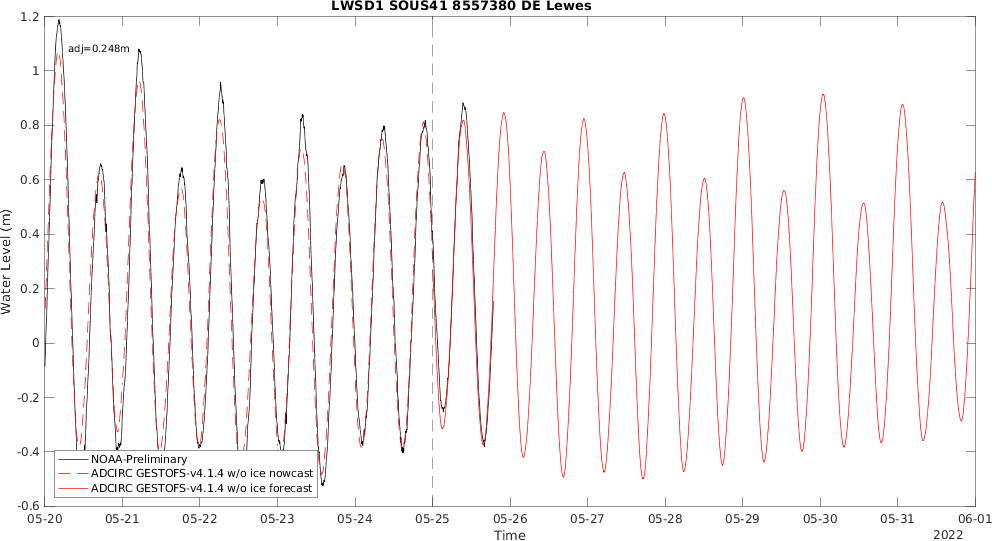 LWSD1 SOUS41 8557380 DE Lewes
1.2
adj=0.248m
1
0.8
0.6
0.4
0.2
0
-0.2
-0.4
-0.6
Water Level (m)
NOAA-Preliminary
ADCIRC GESTOFS-v4.1.4 w/o ice nowcast
ADCIRC GESTOFS-v4.1.4 w/o ice forecast
05-20 05-21 05-22 05-23 05-24 05-25 05-26 05-27 05-28 05-29 05-30 05-31 06-01
Time
2022